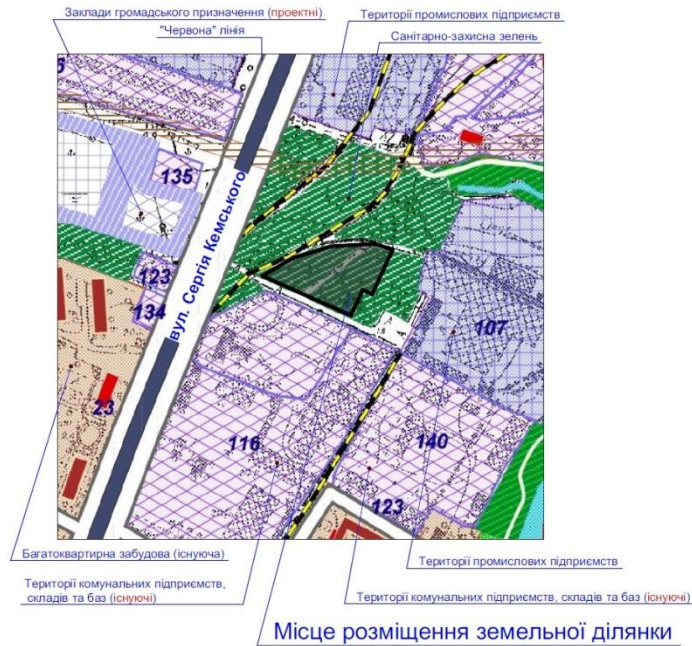 Заклади громадського призначення (проектні)
Території промислових підприємств
"Червона" лінія
Санітарно-захисна зелень
135
вул. Сергія Кемського
123
134
107
23
116
140
123
Багатоквартирна забудова (існуюча)
Території промислових підприємств
Території комунальних підприємств,
складів та баз (існуючі)
Території комунальних підприємств, складів та баз (існуючі)
Місце розміщення земельної ділянки